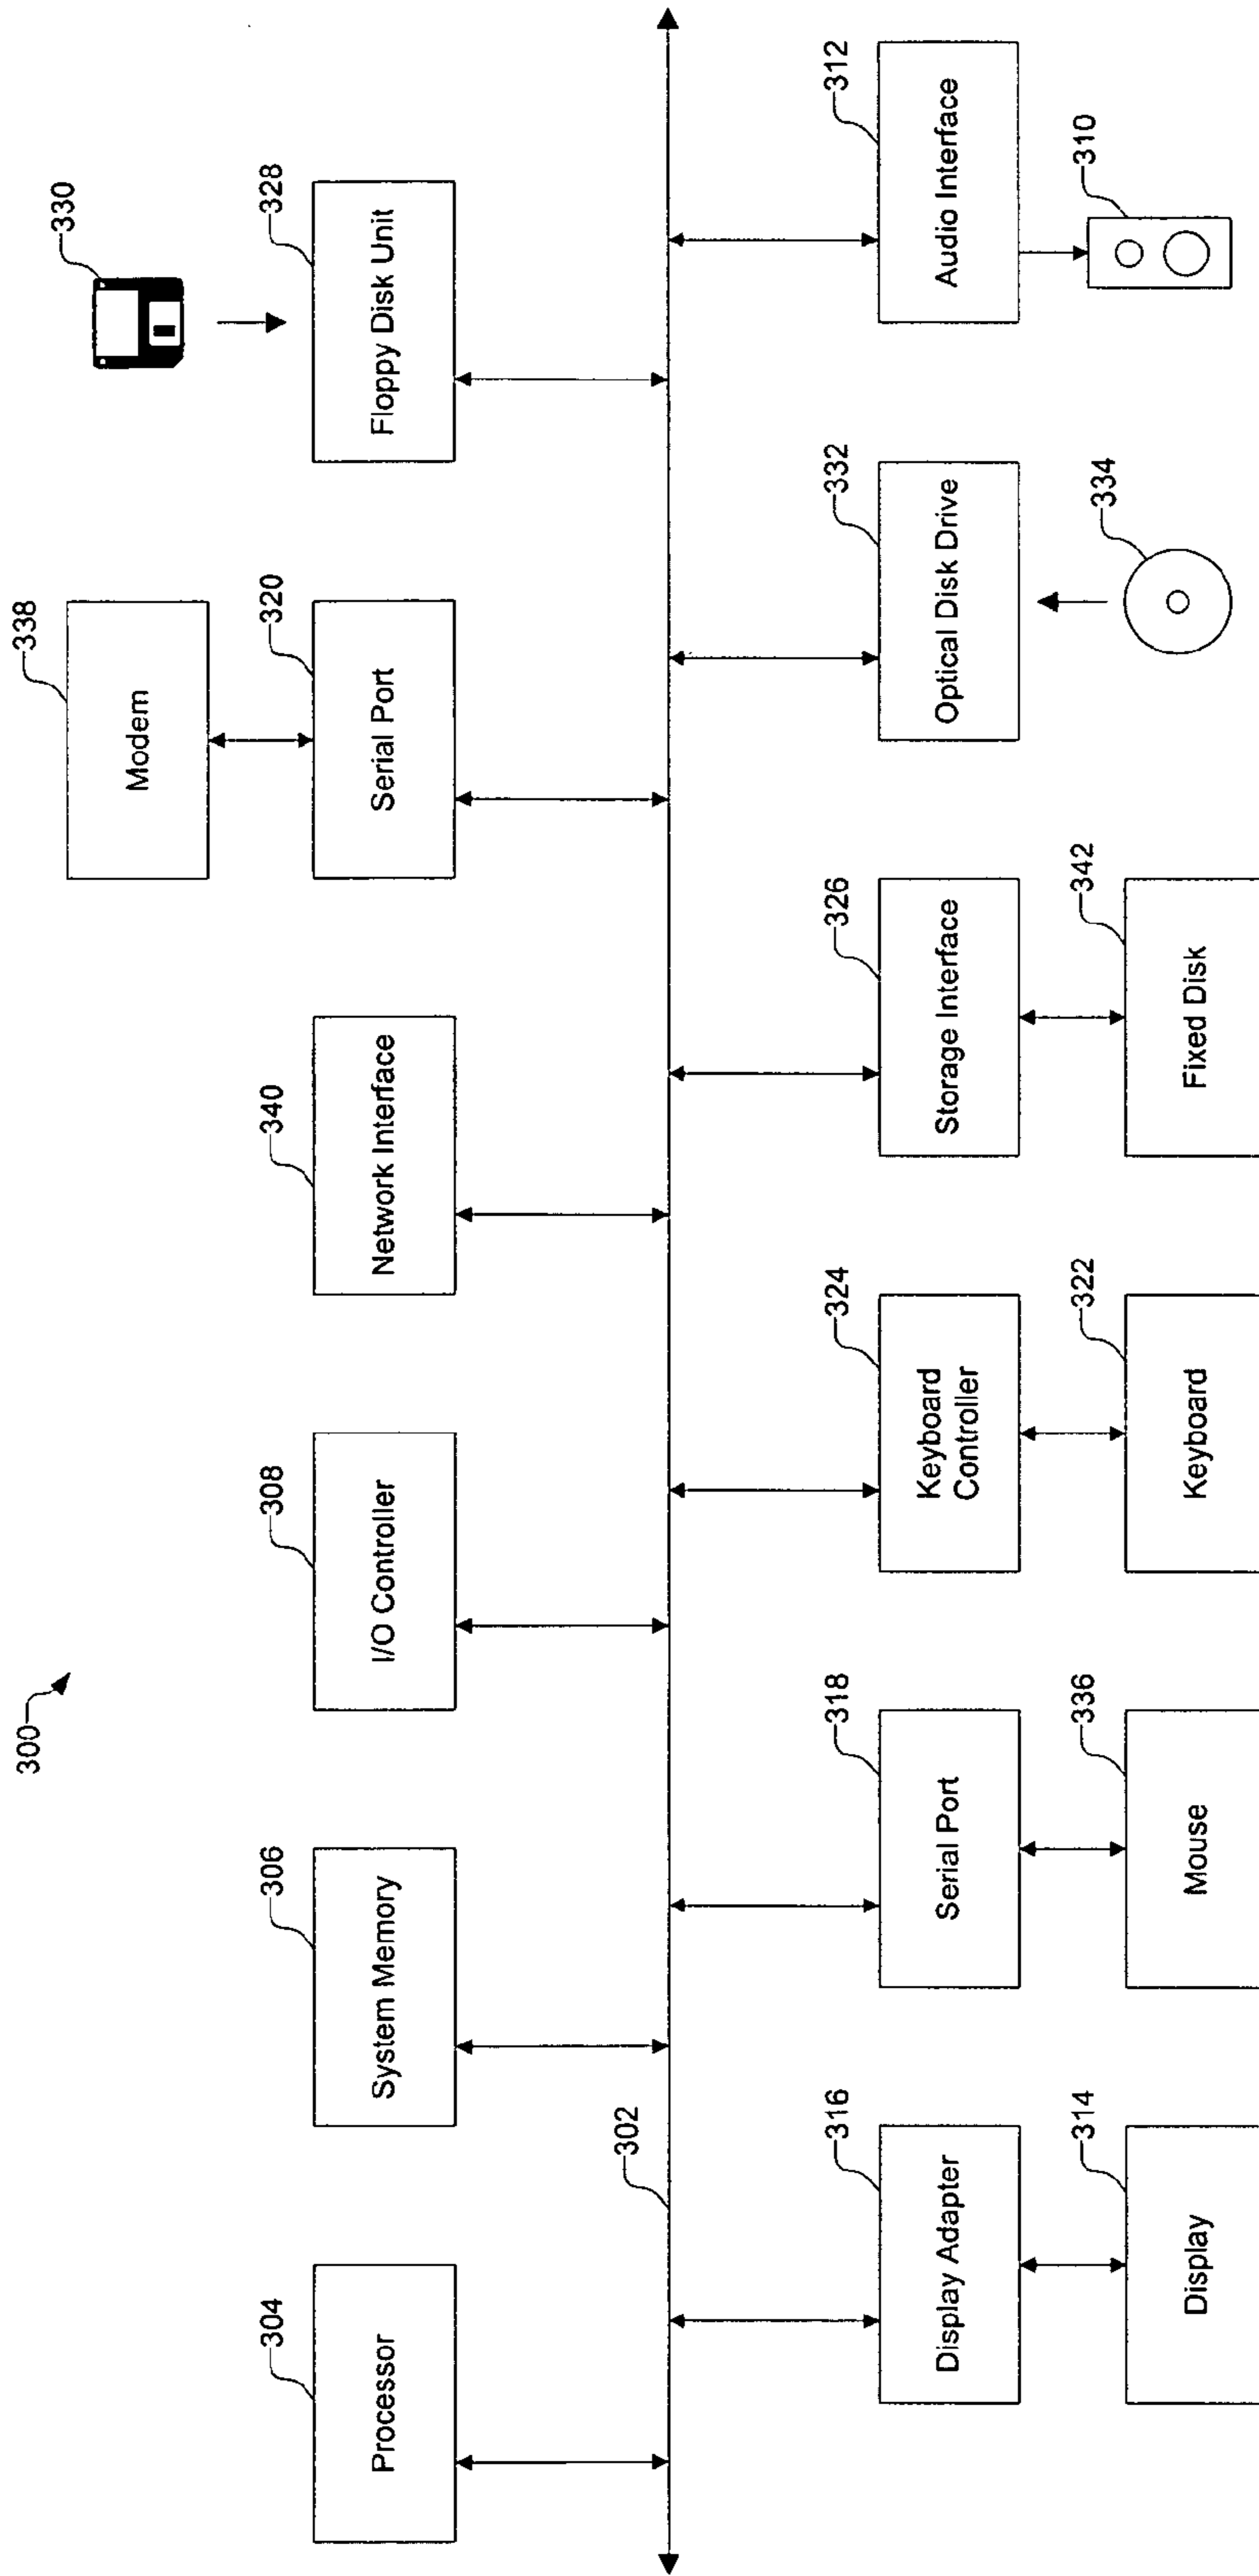 300
304
Processor
306
System Memory
308
I/O Controller
340
Network Interface
338
Modem
320
Serial Port
330
328
Floppy Disk Unit
302
316
Display Adapter
314
Display
318
Serial Port
336
Mouse
324
Keyboard
Controller
322
Keyboard
326
Storage Interface
342
Fixed Disk
332
Optical Disk Drive
334
312
Audio Interface
310